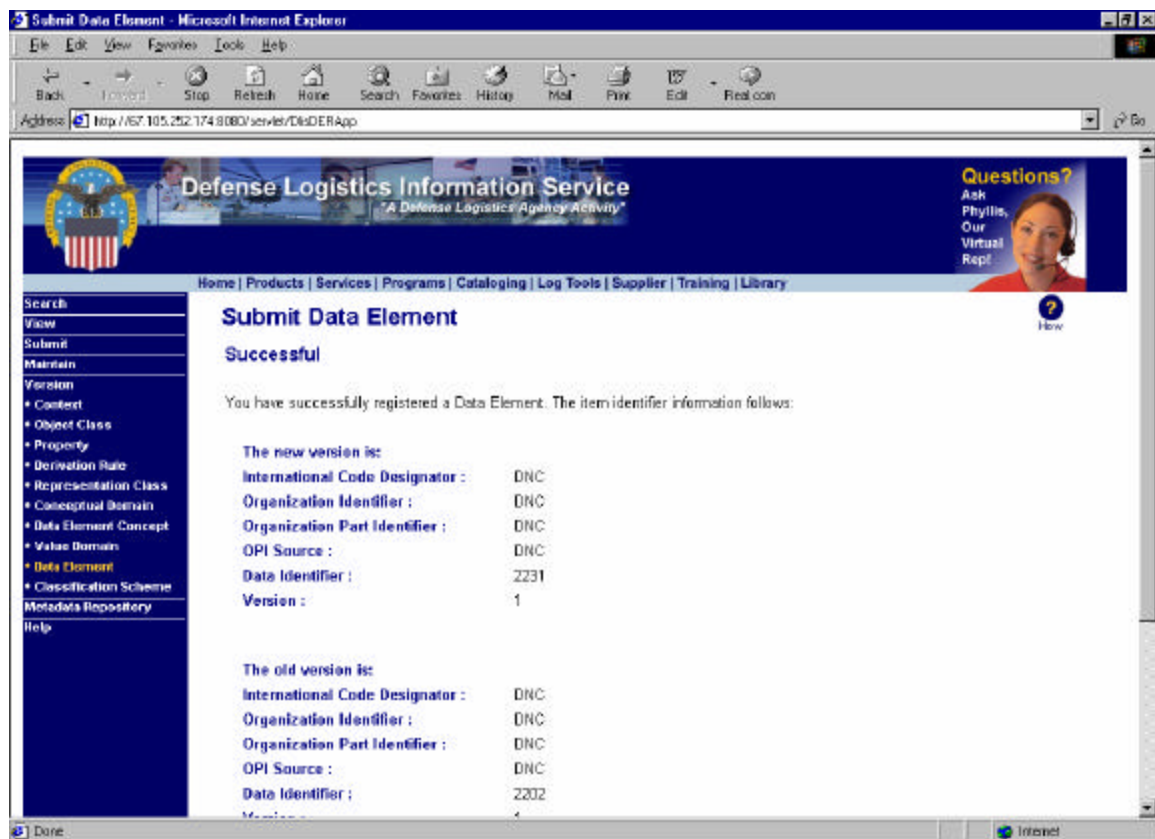 Submit Data Element - Microsoft Internet Explorer
File Edit View Favorites Tools Help
Back Forward Stop Refresh Home Search Favorites History Mail Print Edit Real.com
Address http://67.105.252.174:8080/servlet/DlisDERApp Go
Defense Logistics Information Service
"A Defense Logistics Agency Activity"
Questions?
Ask
Phyllis,
Our
Virtual
Rep!
Home | Products | Services | Programs | Cataloging | Log Tools | Supplier | Training | Library
Search
View
Submit
Maintain
Version
• Context
• Object Class
• Property
• Derivation Rule
• Representation Class
• Conceptual Domain
• Data Element Concept
• Value Domain
• Data Element
• Classification Scheme
Metadata Repository
Help
Submit Data Element
?
How
Successful
You have successfully registered a Data Element. The item identifier information follows:
The new version is:
International Code Designator : DNC
Organization Identifier : DNC
Organization Part Identifier : DNC
OPI Source : DNC
Data Identifier : 2231
Version : 1
The old version is:
International Code Designator : DNC
Organization Identifier : DNC
Organization Part Identifier : DNC
OPI Source : DNC
Data Identifier : 2202
Version : 1
Done Internet